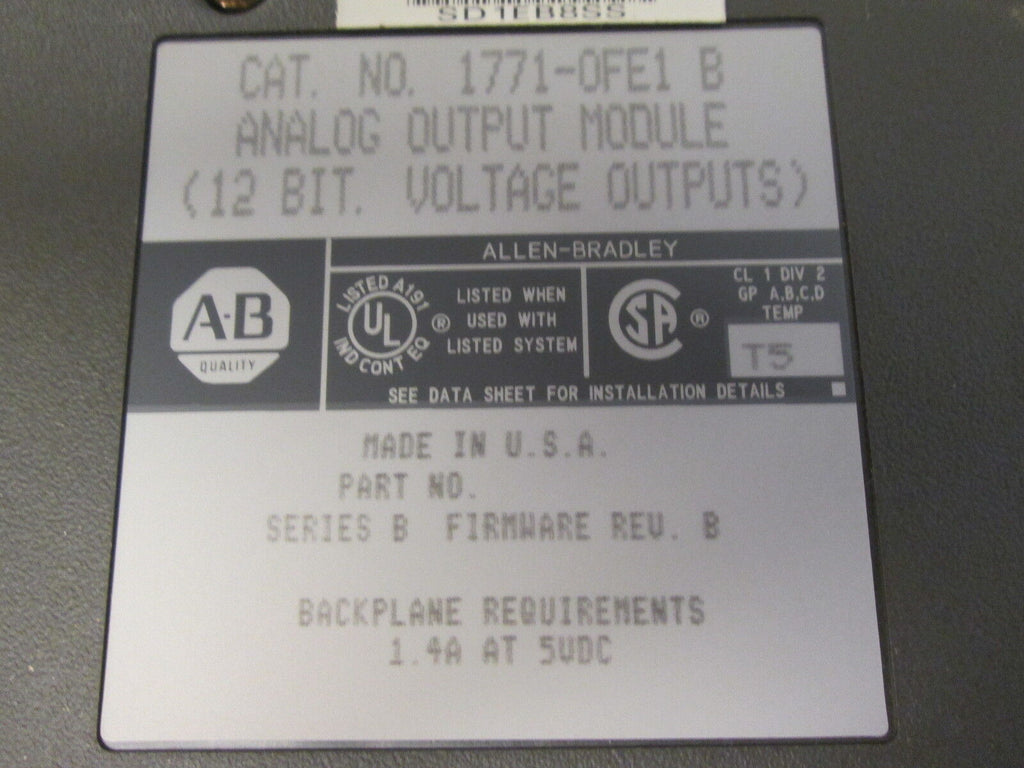 SD1EB8SS
CAT. NO. 1771-OFE1 B
ANALOG OUTPUT MODULE
(12 BIT. VOLTAGE OUTPUTS)
ALLEN-BRADLEY
A-B
QUALITY
LISTED A191
UL ®
IND CONT EQ
LISTED WHEN
USED WITH
LISTED SYSTEM
SA ®
CL 1 DIV 2
GP A,B,C,D
TEMP
T5
SEE DATA SHEET FOR INSTALLATION DETAILS
MADE IN U.S.A.
PART NO.
SERIES B FIRMWARE REV. B
BACKPLANE REQUIREMENTS
1.4A AT 5VDC